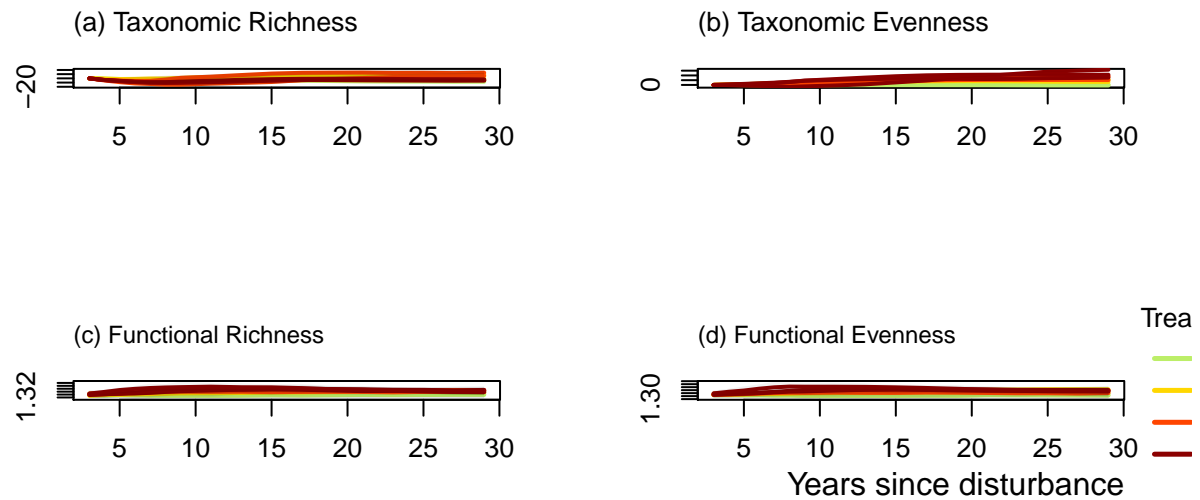 (a) Taxonomic Richness
−20
5 10 15 20 25 30
(b) Taxonomic Evenness
0
5 10 15 20 25 30
(c) Functional Richness
1.32
5 10 15 20 25 30
(d) Functional Evenness
1.30
5 10 15 20 25 30
Trea
Years since disturbance